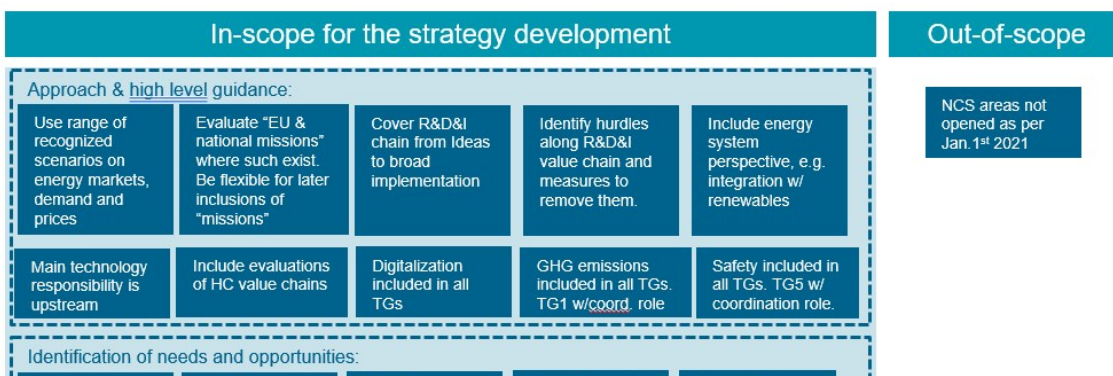 In-scope for the strategy development
Out-of-scope
Approach & high level guidance:
Use range of
recognized
scenarios on
energy markets,
demand and
prices
Evaluate “EU &
national missions”
where such exist.
Be flexible for later
inclusions of
“missions”
Cover R&D&I
chain from Ideas
to broad
implementation
Identify hurdles
along R&D&I
value chain and
measures to
remove them.
Include energy
system
perspective, e.g.
integration w/
renewables
NCS areas not
opened as per
Jan.1st 2021
Main technology
responsibility is
upstream
Include evaluations
of HC value chains
Digitalization
included in all
TGs
GHG emissions
included in all TGs.
TG1 w/coord. role
Safety included in
all TGs. TG5 w/
coordination role.
Identification of needs and opportunities: